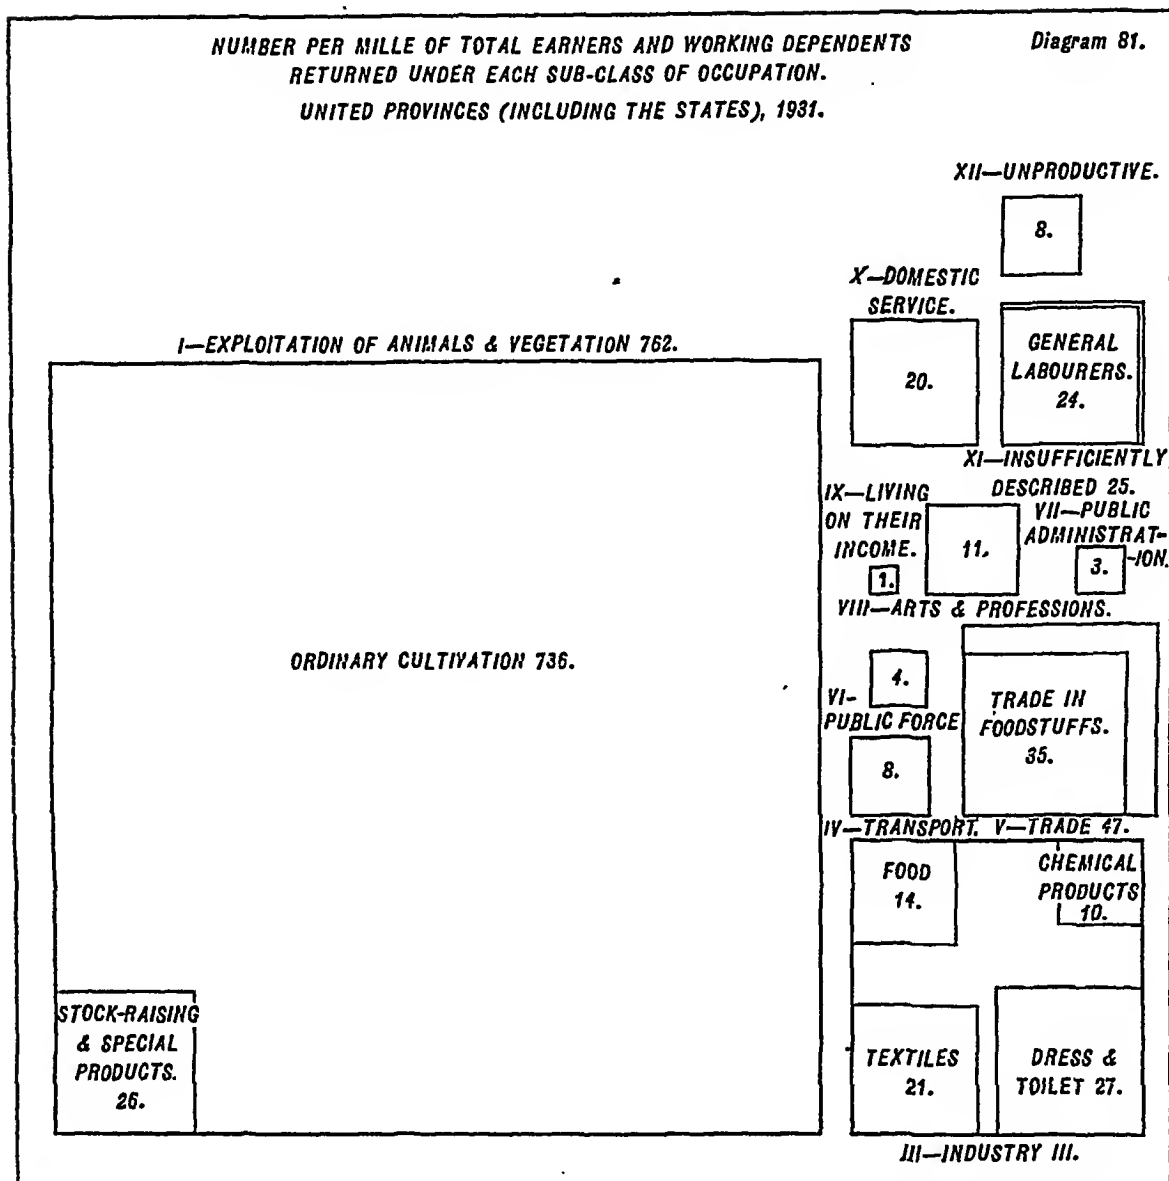 NUMBER PER MILLE OF TOTAL EARNERS AND WORKING DEPENDENTS
RETURNED UNDER EACH SUB-CLASS OF OCCUPATION.
UNITED PROVINCES (INCLUDING THE STATES), 1931.
Diagram 81.
XII—UNPRODUCTIVE.
8.
X—DOMESTIC
SERVICE.
20.
GENERAL
LABOURERS.
24.
XI—INSUFFICIENTLY
DESCRIBED 25.
I—EXPLOITATION OF ANIMALS & VEGETATION 762.
ORDINARY CULTIVATION 736.
STOCK-RAISING
& SPECIAL
PRODUCTS.
26.
IX—LIVING
ON THEIR
INCOME.
1.
11.
VII—PUBLIC
ADMINISTRAT-
-ION.
3.
VIII—ARTS & PROFESSIONS.
4.
VI-
PUBLIC FORCE
8.
TRADE IN
FOODSTUFFS.
35.
IV—TRANSPORT. V—TRADE 47.
FOOD
14.
CHEMICAL
PRODUCTS
10.
TEXTILES
21.
DRESS &
TOILET 27.
III—INDUSTRY III.